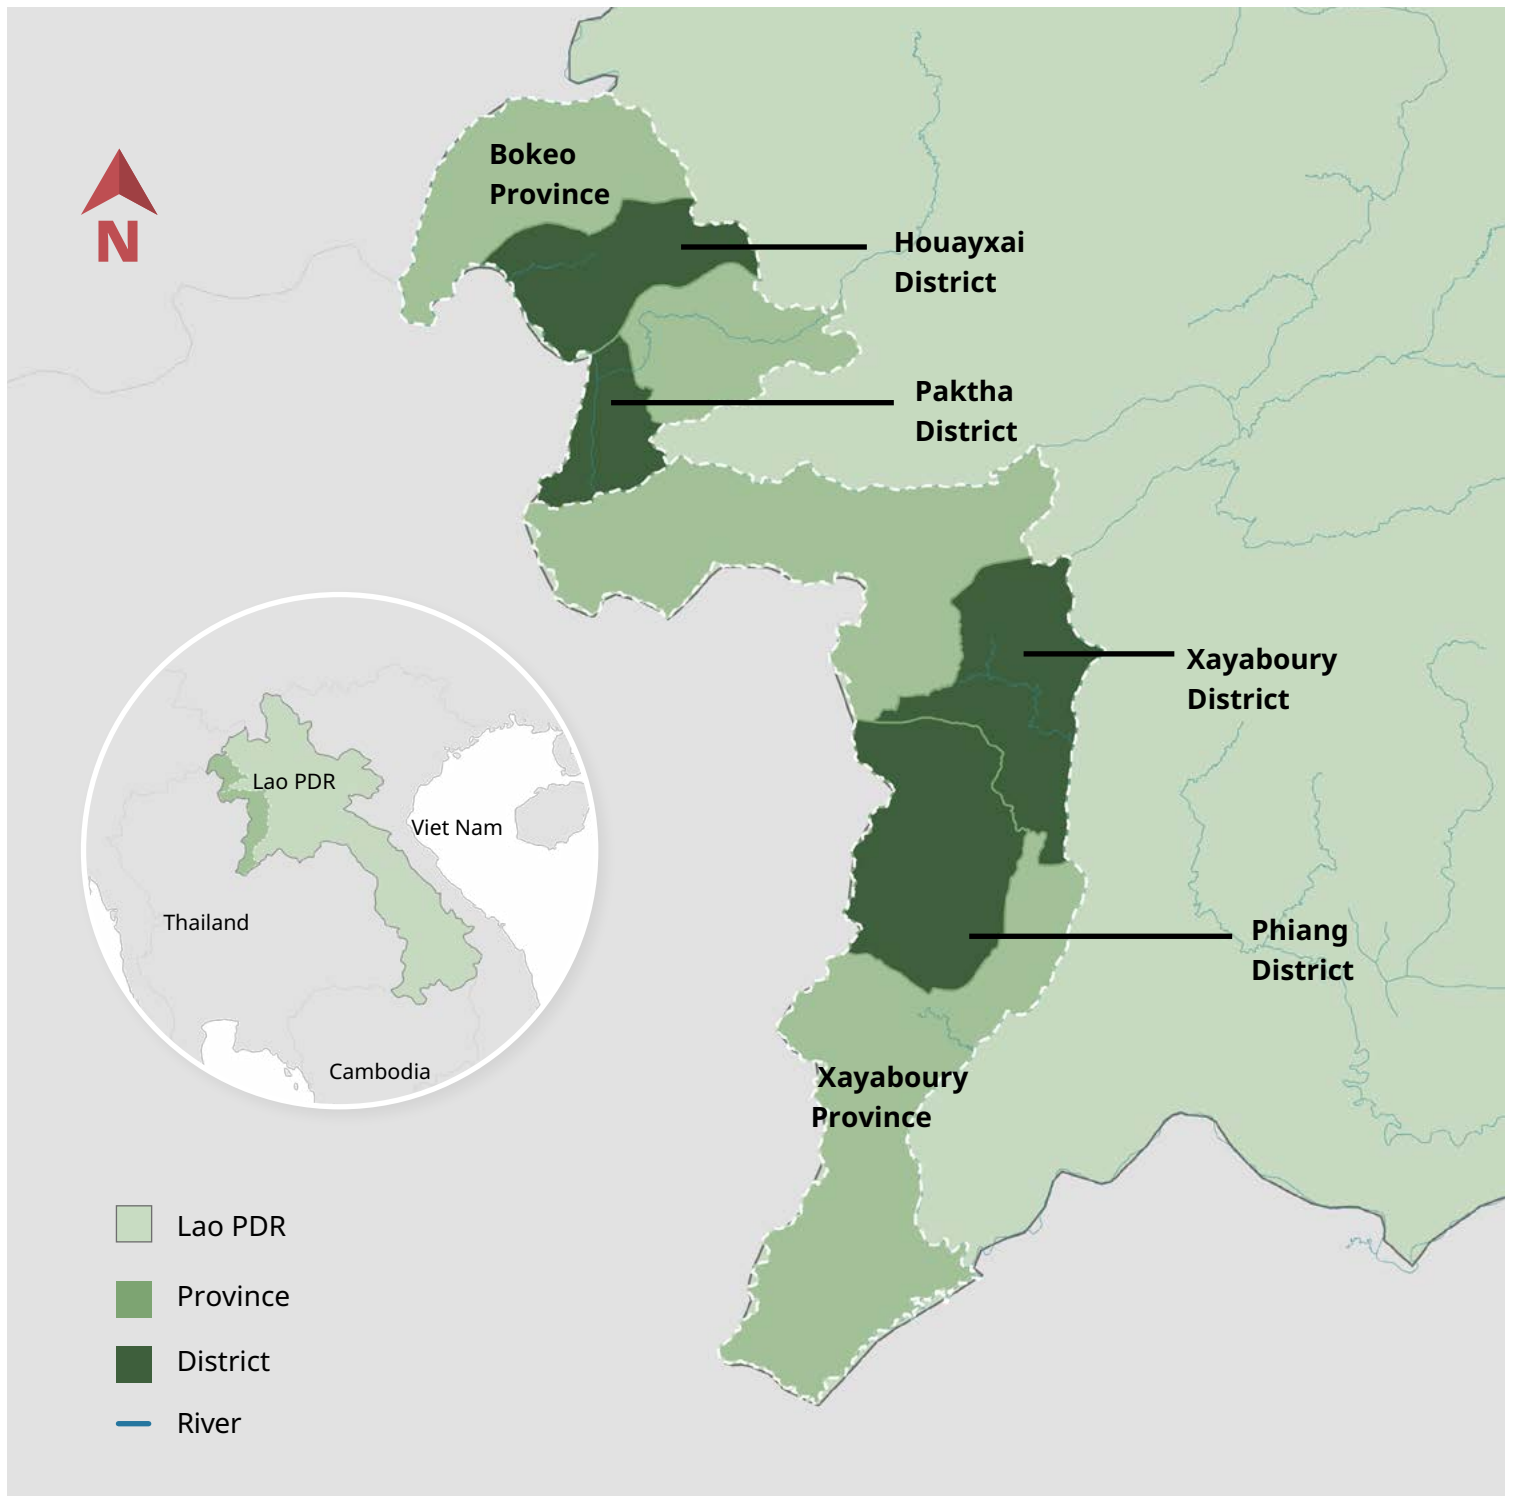 Bokeo
Province
N
Houayxai
District
Paktha
District
Xayaboury
District
Lao PDR
Viet Nam
Thailand
Phiang
District
Cambodia
Xayaboury
Province
Lao PDR
Province
District
River